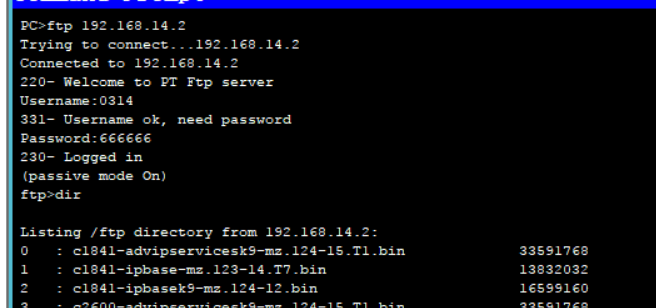 PC>ftp 192.168.14.2
Trying to connect...192.168.14.2
Connected to 192.168.14.2
220- Welcome to PT Ftp server
Username:0314
331- Username ok, need password
Password:666666
230- Logged in
(passive mode On)
ftp>dir
Listing /ftp directory from 192.168.14.2:
0 : c1841-advipservicesk9-mz.124-15.T1.bin 33591768
1 : c1841-ipbase-mz.123-14.T7.bin 13832032
2 : c1841-ipbasek9-mz.124-12.bin 16599160
3 : c2600-advipservicesk9-mz.124-15.T1.bin 33591768